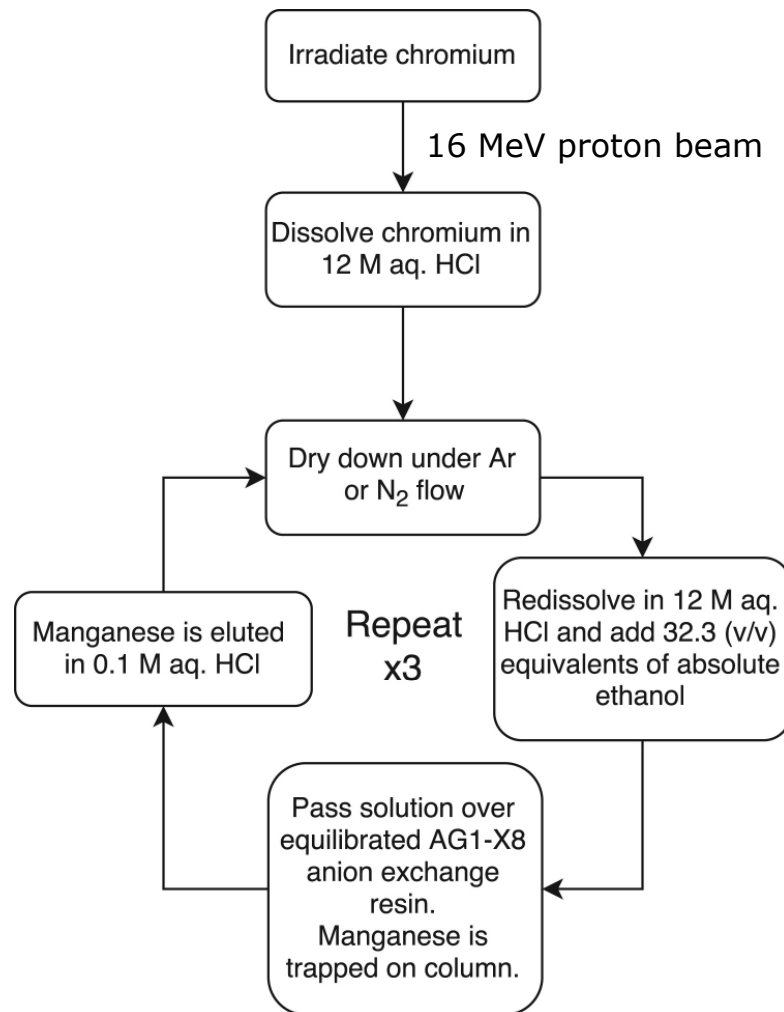 Irradiate chromium
16 MeV proton beam
Dissolve chromium in
12 M aq. HCl
Dry down under Ar
or N₂ flow
Redissolve in 12 M aq.
HCl and add 32.3 (v/v)
equivalents of absolute
ethanol
Pass solution over
equilibrated AG1-X8
anion exchange
resin.
Manganese is
trapped on column.
Manganese is eluted
in 0.1 M aq. HCl
Repeat
x3